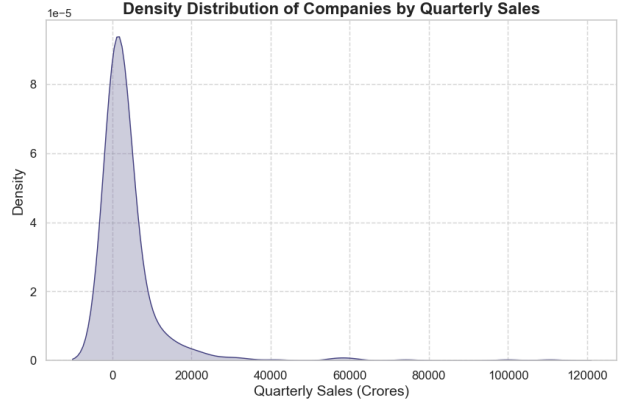 Density Distribution of Companies by Quarterly Sales
1e−5
8
6
4
2
0
Density
0 20000 40000 60000 80000 100000 120000
Quarterly Sales (Crores)